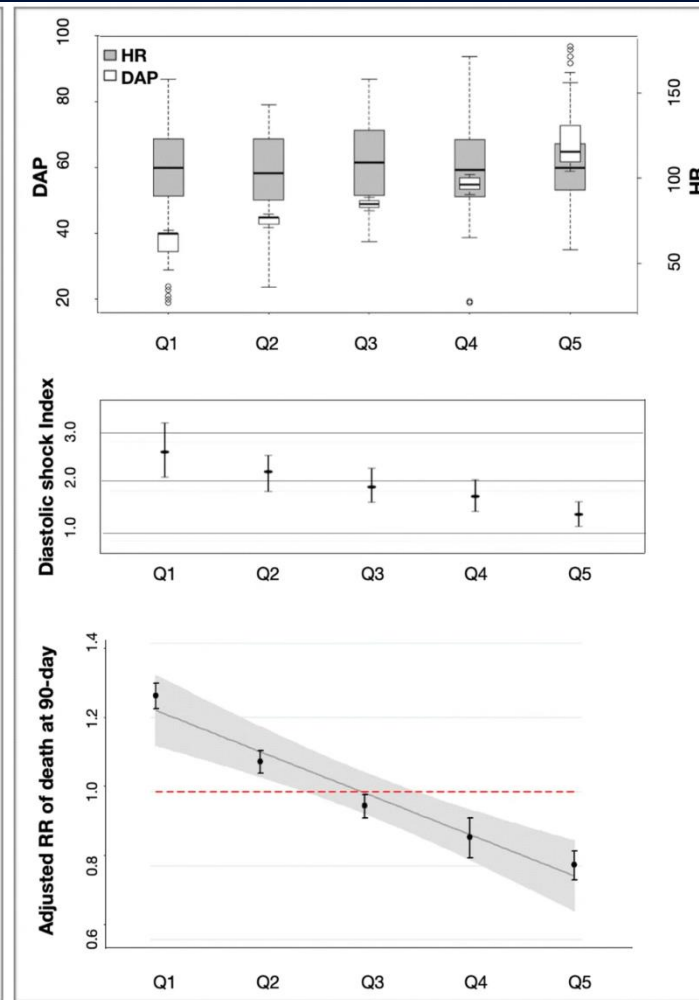 HR
DAP
DAP
100
80
60
40
20
150
100
50
HR
Q1 Q2 Q3 Q4 Q5
Diastolic shock Index
3.0
2.0
1.0
Q1 Q2 Q3 Q4 Q5
Adjusted RR of death at 90-day
1.4
1.2
1.0
0.8
0.6
Q1 Q2 Q3 Q4 Q5